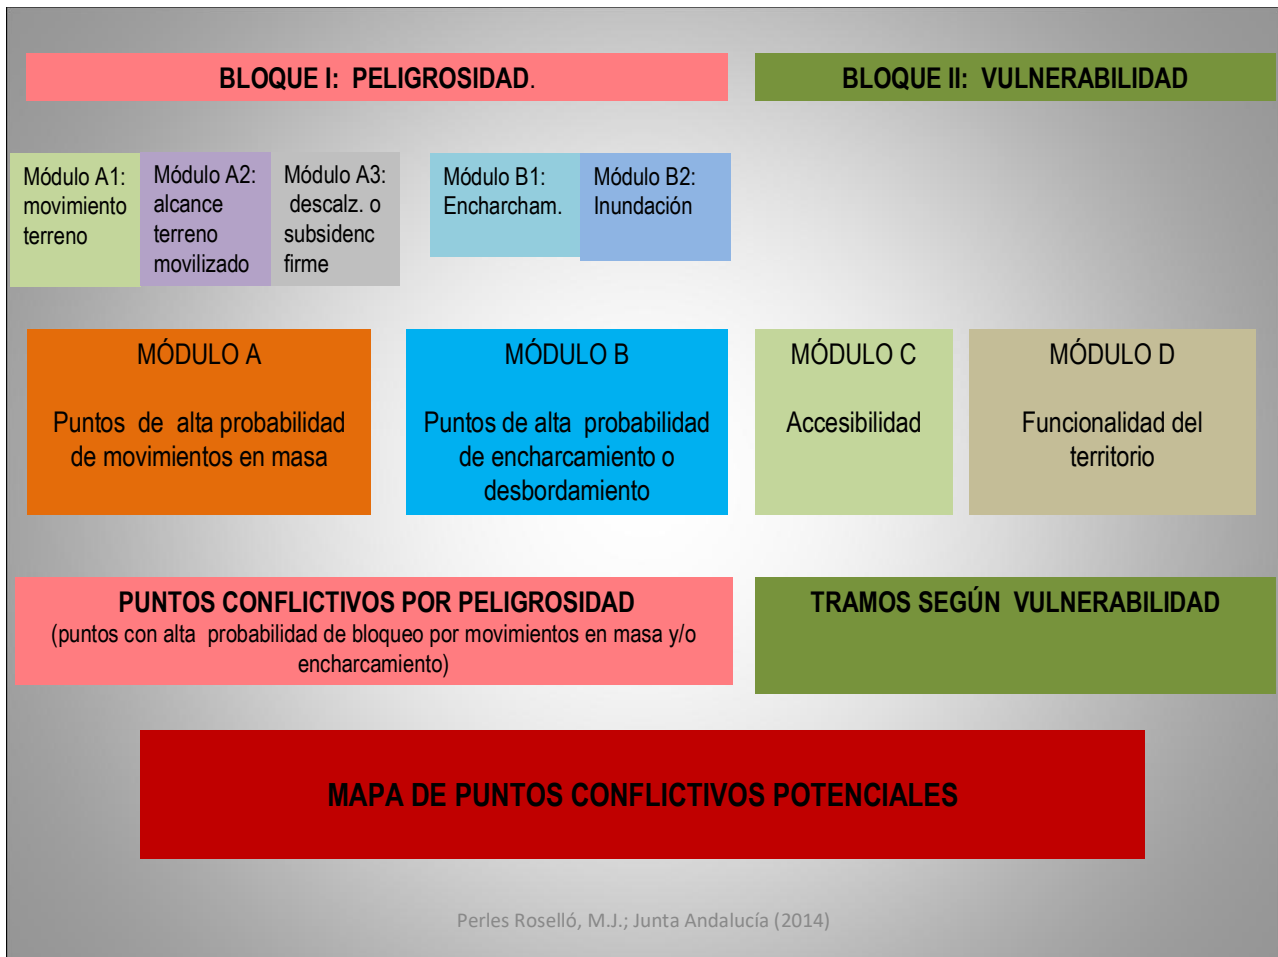 BLOQUE I: PELIGROSIDAD.
BLOQUE II: VULNERABILIDAD
Módulo A1:
movimiento
terreno
Módulo A2:
alcance
terreno
movilizado
Módulo A3:
descalz. o
subsidenc
firme
Módulo B1:
Encharcham.
Módulo B2:
Inundación
MÓDULO A
Puntos de alta probabilidad
de movimientos en masa
MÓDULO B
Puntos de alta probabilidad
de encharcamiento o
desbordamiento
MÓDULO C
Accesibilidad
MÓDULO D
Funcionalidad del
territorio
PUNTOS CONFLICTIVOS POR PELIGROSIDAD
(puntos con alta probabilidad de bloqueo por movimientos en masa y/o
encharcamiento)
TRAMOS SEGÚN VULNERABILIDAD
MAPA DE PUNTOS CONFLICTIVOS POTENCIALES
Perles Roselló, M.J.; Junta Andalucía (2014)